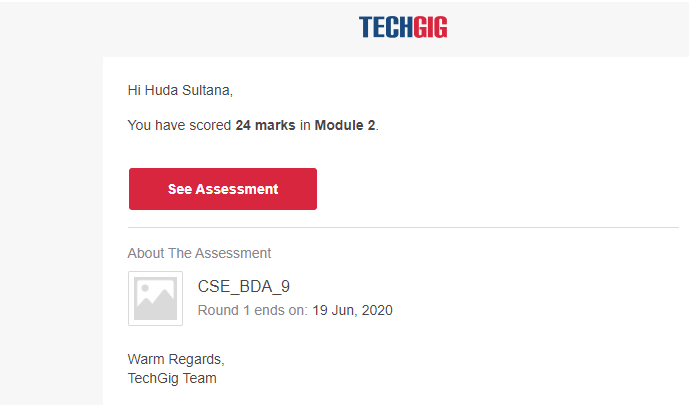 TECHGIG
Hi Huda Sultana,
You have scored 24 marks in Module 2.
See Assessment
About The Assessment
CSE_BDA_9
Round 1 ends on: 19 Jun, 2020
Warm Regards,
TechGig Team